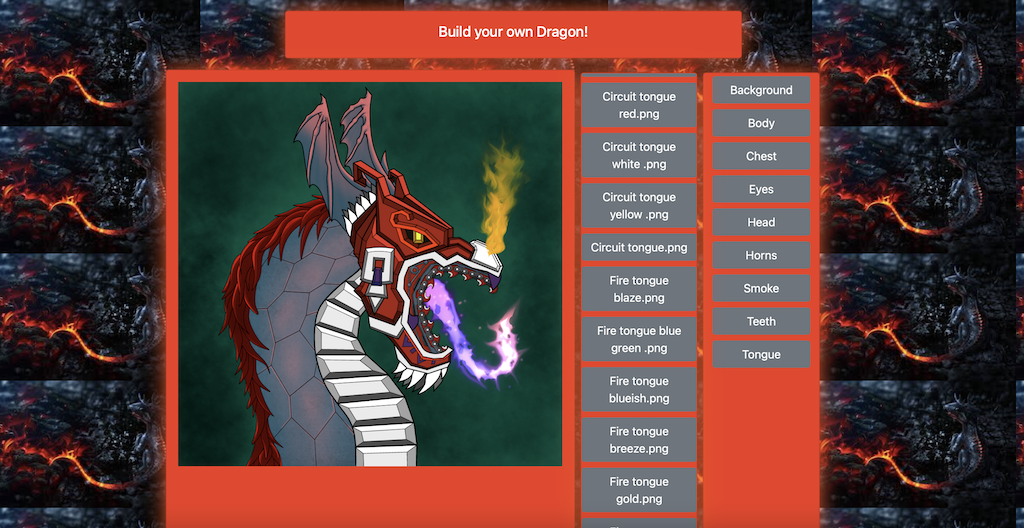 Build your own Dragon!
Circuit tongue
red.png
Circuit tongue
white .png
Circuit tongue
yellow .png
Circuit tongue.png
Fire tongue
blaze.png
Fire tongue blue
green .png
Fire tongue
blueish.png
Fire tongue
breeze.png
Fire tongue
gold.png
Background
Body
Chest
Eyes
Head
Horns
Smoke
Teeth
Tongue